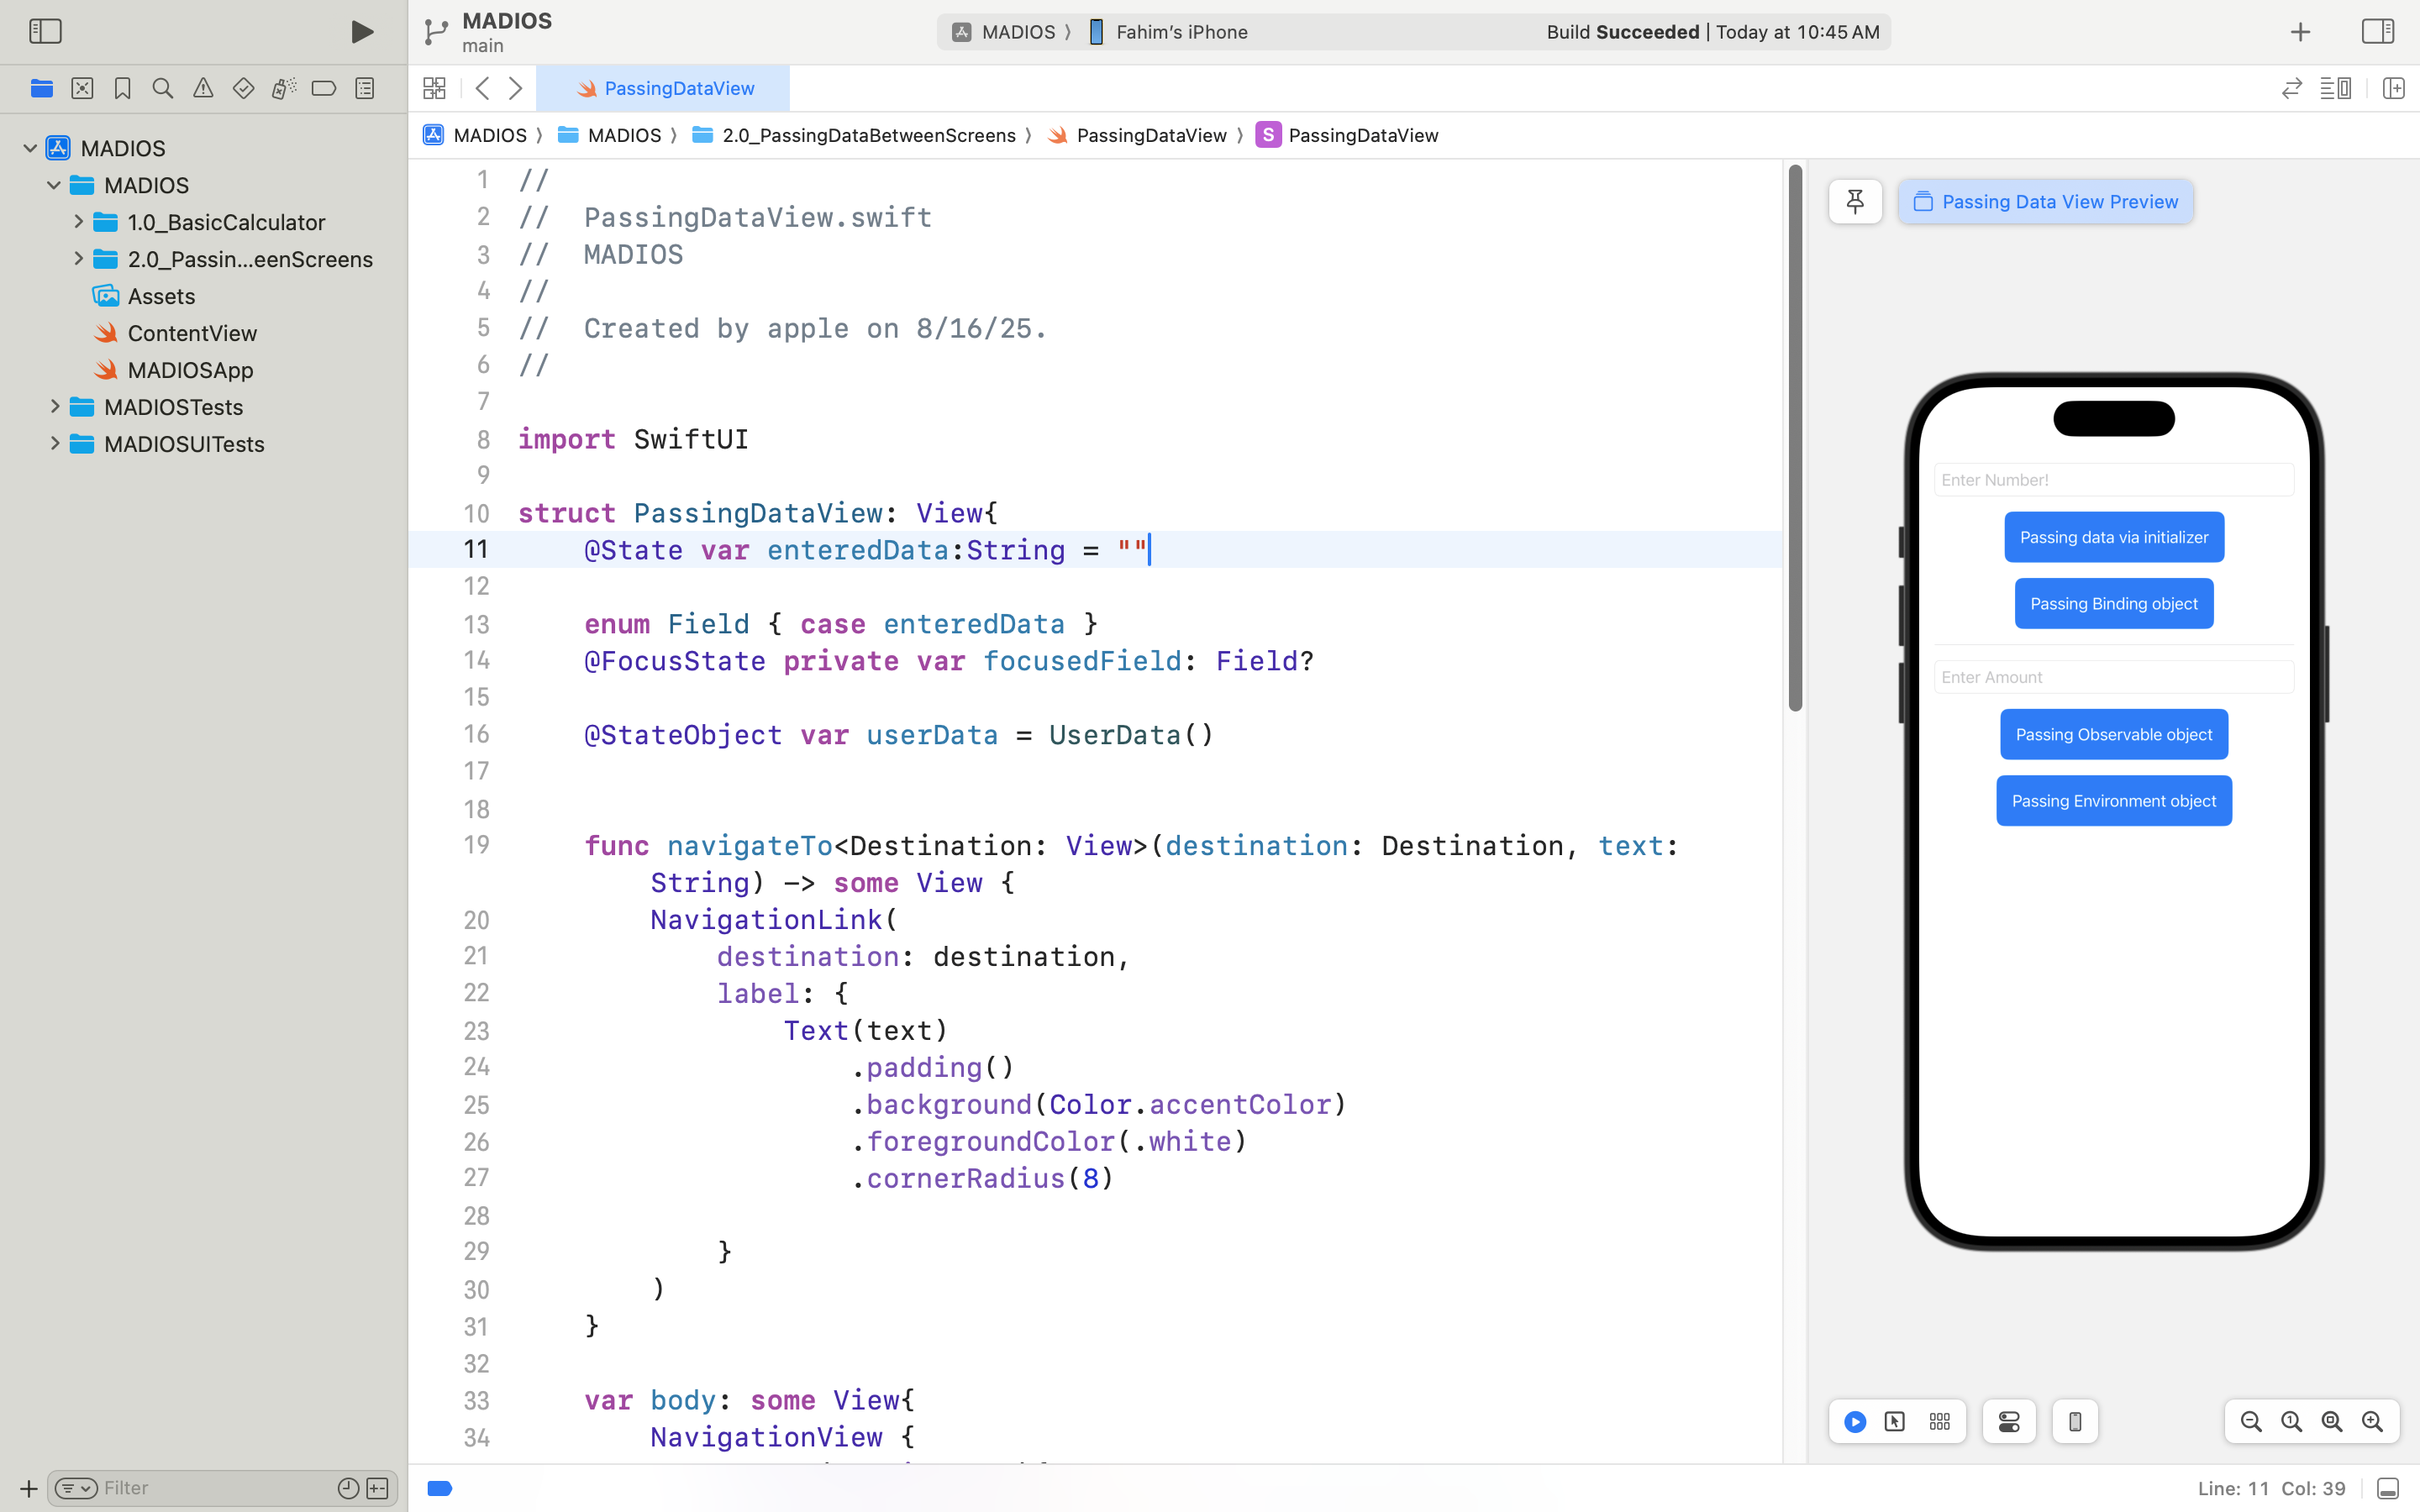 MADIOS
main
MADIOS 〉 Fahim's iPhone
Build Succeeded | Today at 10:45 AM
PassingDataView
MADIOS 〉 MADIOS 〉 2.0_PassingDataBetweenScreens 〉 PassingDataView 〉 S PassingDataView
MADIOS
MADIOS
1.0_BasicCalculator
2.0_Passin...eenScreens
Assets
ContentView
MADIOSApp
MADIOSTests
MADIOSUITests
Filter
1 //
2 //  PassingDataView.swift
3 //  MADIOS
4 //
5 //  Created by apple on 8/16/25.
6 //
7
8 import SwiftUI
9
10 struct PassingDataView: View{
11     @State var enteredData:String = ""
12
13     enum Field { case enteredData }
14     @FocusState private var focusedField: Field?
15
16     @StateObject var userData = UserData()
17
18
19     func navigateTo<Destination: View>(destination: Destination, text:
String) -> some View {
20         NavigationLink(
21             destination: destination,
22             label: {
23                 Text(text)
24                     .padding()
25                     .background(Color.accentColor)
26                     .foregroundColor(.white)
27                     .cornerRadius(8)
28
29             }
30         )
31     }
32
33     var body: some View{
34         NavigationView {
Passing Data View Preview
Enter Number!
Passing data via initializer
Passing Binding object
Enter Amount
Passing Observable object
Passing Environment object
Line: 11 Col: 39